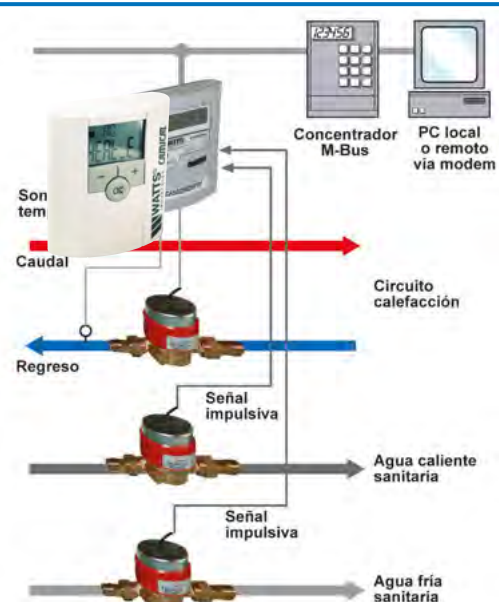 123456
Concentrador
M-Bus
PC local
o remoto
via modem
WATTS
Son
tem
Caudal
Circuito
calefacción
Regreso
Señal
impulsiva
Agua caliente
sanitaria
Señal
impulsiva
Agua fría
sanitaria